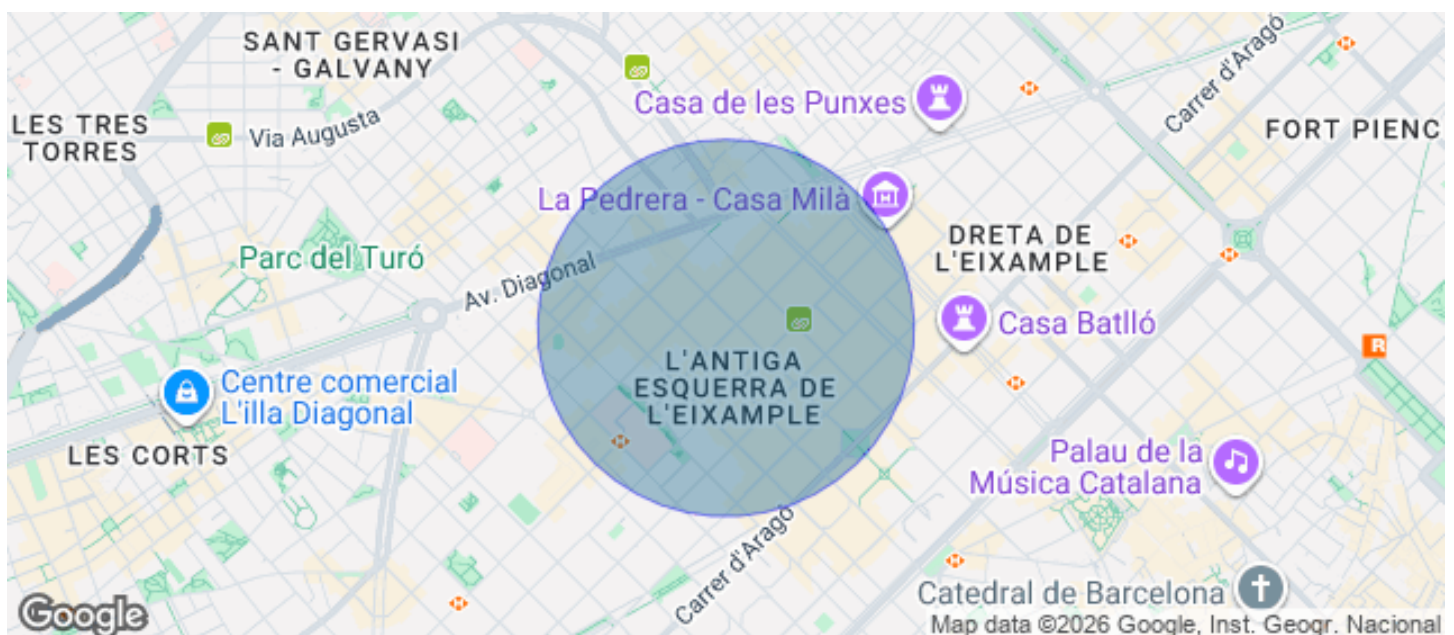 SANT GERVASI
- GALVANY
LES TRES
TORRES
Via Augusta
Casa de les Punxes
Carrer d'Aragó
FORT PIENC
La Pedrera - Casa Milà
DRETA DE
L'EIXAMPLE
Parc del Turó
Av. Diagonal
Casa Batlló
L'ANTIGA
ESQUERRA DE
L'EIXAMPLE
Centre comercial
L'illa Diagonal
LES CORTS
R
Palau de la
Música Catalana
Carrer d'Aragó
Catedral de Barcelona
Google
Map data ©2026 Google, Inst. Geogr. Nacional